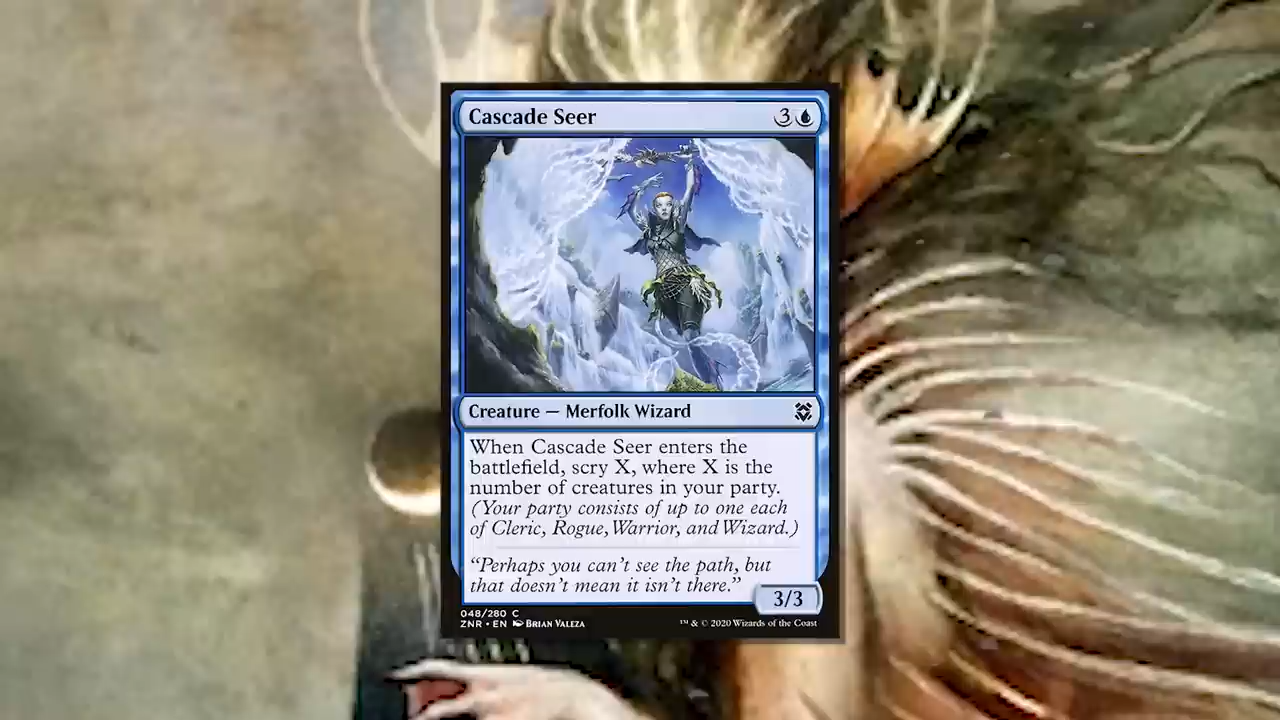 Cascade Seer 3
Creature — Merfolk Wizard
When Cascade Seer enters the
battlefield, scry X, where X is the
number of creatures in your party.
(Your party consists of up to one each
of Cleric, Rogue, Warrior, and Wizard.)
“Perhaps you can’t see the path, but
that doesn’t mean it isn’t there.”
3/3
048/280 C
ZNR • EN BRIAN VALEZA
™ & © 2020 Wizards of the Coast